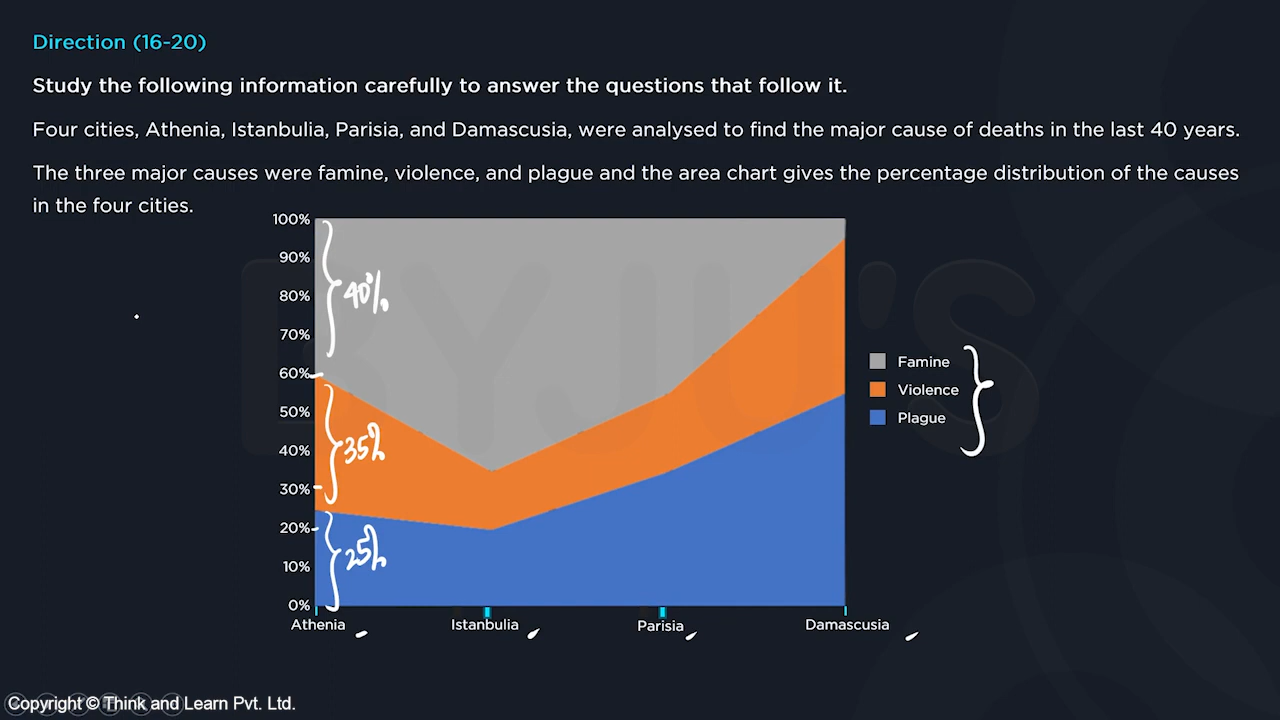 Direction (16-20)
Study the following information carefully to answer the questions that follow it.
Four cities, Athenia, Istanbulia, Parisia, and Damascusia, were analysed to find the major cause of deaths in the last 40 years.
The three major causes were famine, violence, and plague and the area chart gives the percentage distribution of the causes
in the four cities.
100%
90%
80%
70%
60%
50%
40%
30%
20%
10%
0%
40%
35%
25%
BYJU'S
Famine
Violence
Plague
Athenia
Istanbulia
Parisia
Damascusia
Copyright © Think and Learn Pvt. Ltd.